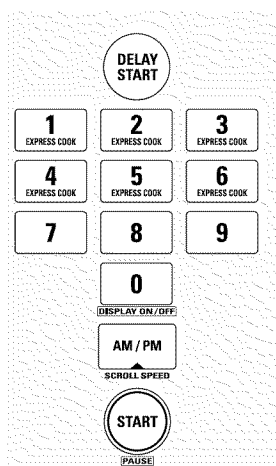 DELAY
START
1 2 3
EXPRESS COOK EXPRESS COOK EXPRESS COOK
4 5 6
EXPRESS COOK EXPRESS COOK EXPRESS COOK
7 8 9
0
DISPLAY ON/OFF
AM / PM
SCROLL SPEED
START
PAUSE